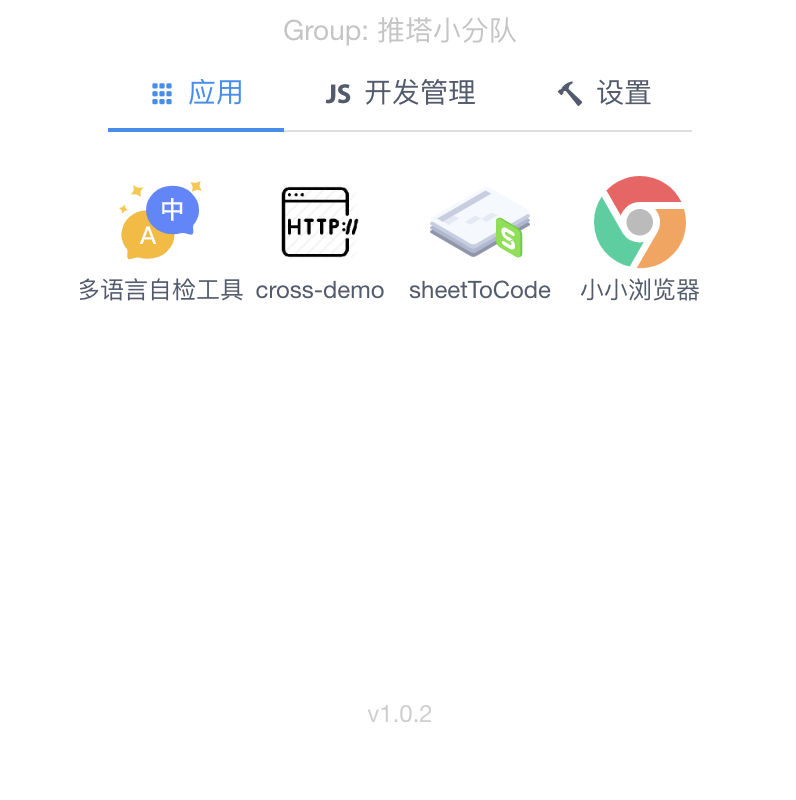 Group: 推塔小分队
应用
JS 开发管理
设置
中
A
HTTP://
S
多语言自检工具
cross-demo
sheetToCode
小小浏览器
v1.0.2